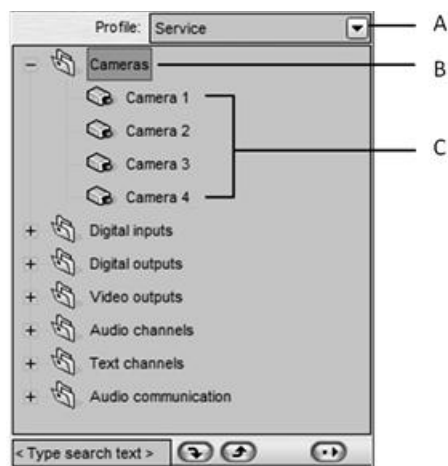 Profile: Service A
Cameras B
Camera 1
Camera 2
C
Camera 3
Camera 4
Digital inputs
Digital outputs
Video outputs
Audio channels
Text channels
Audio communication
< Type search text >